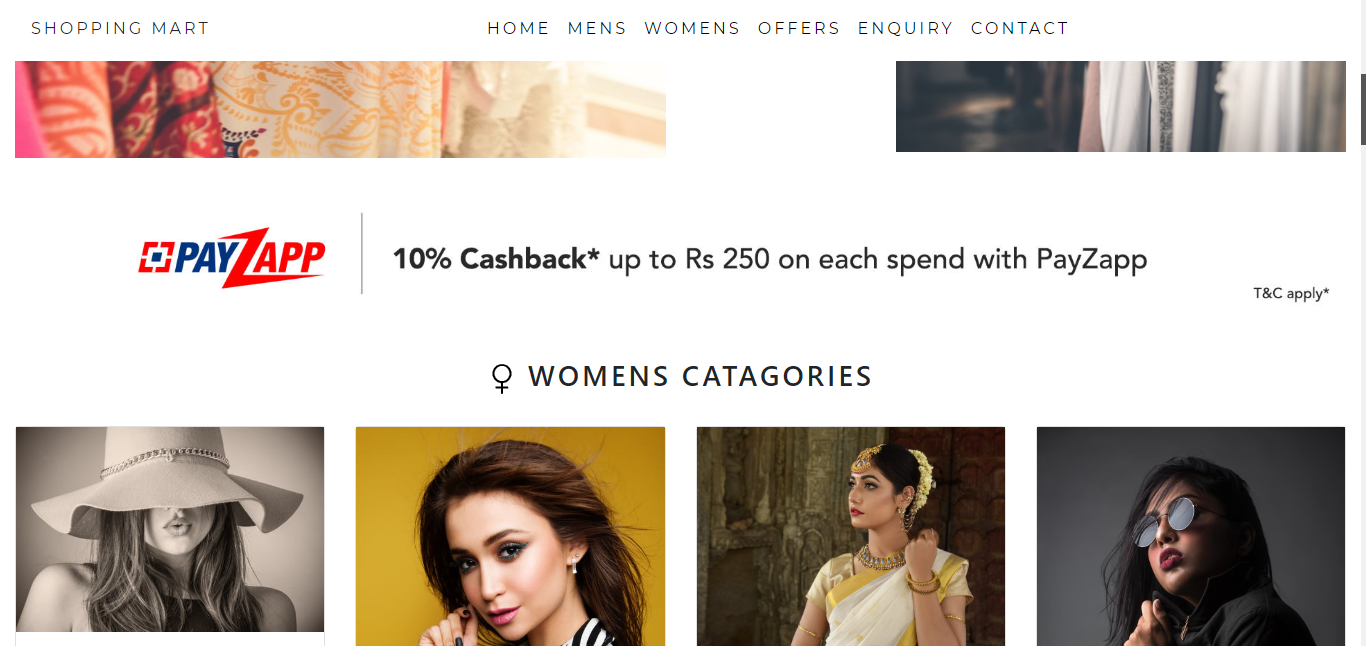 SHOPPING MART
HOME MENS WOMENS OFFERS ENQUIRY CONTACT
PAYZAPP
10% Cashback* up to Rs 250 on each spend with PayZapp
T&C apply*
WOMENS CATAGORIES